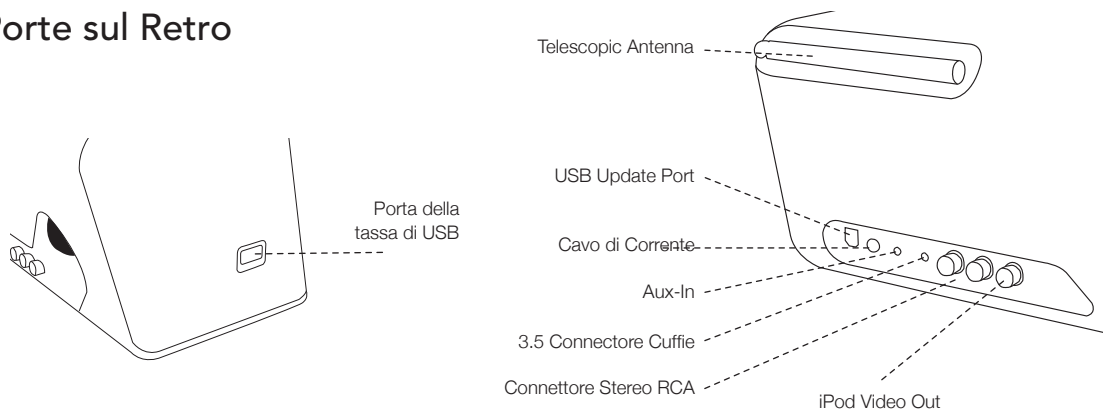 Porte sul Retro
Telescopic Antenna
USB Update Port
Porta della
tassa di USB
Cavo di Corrente
Aux-In
3.5 Connectore Cuffie
Connettore Stereo RCA
iPod Video Out